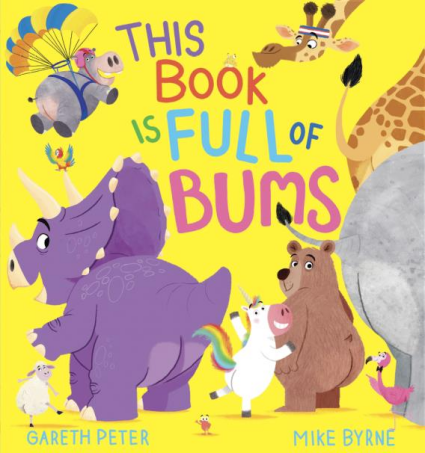 THIS
BOOK
IS FULL OF
BUMS
GARETH PETER
MIKE BYRNE